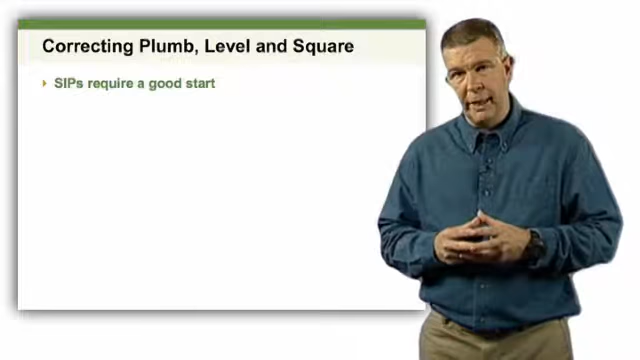 Correcting Plumb, Level and Square
SIPs require a good start